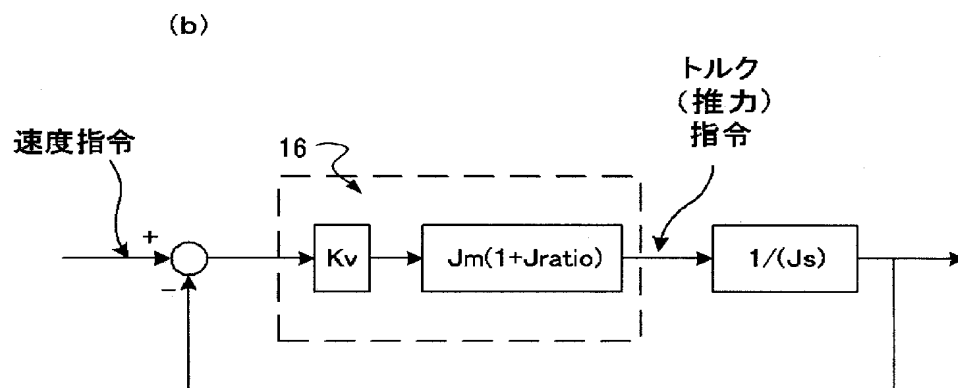 (b)
トルク
(推力)
指令
速度指令
16
+
−
Kv
Jm(1+Jratio)
1/(Js)